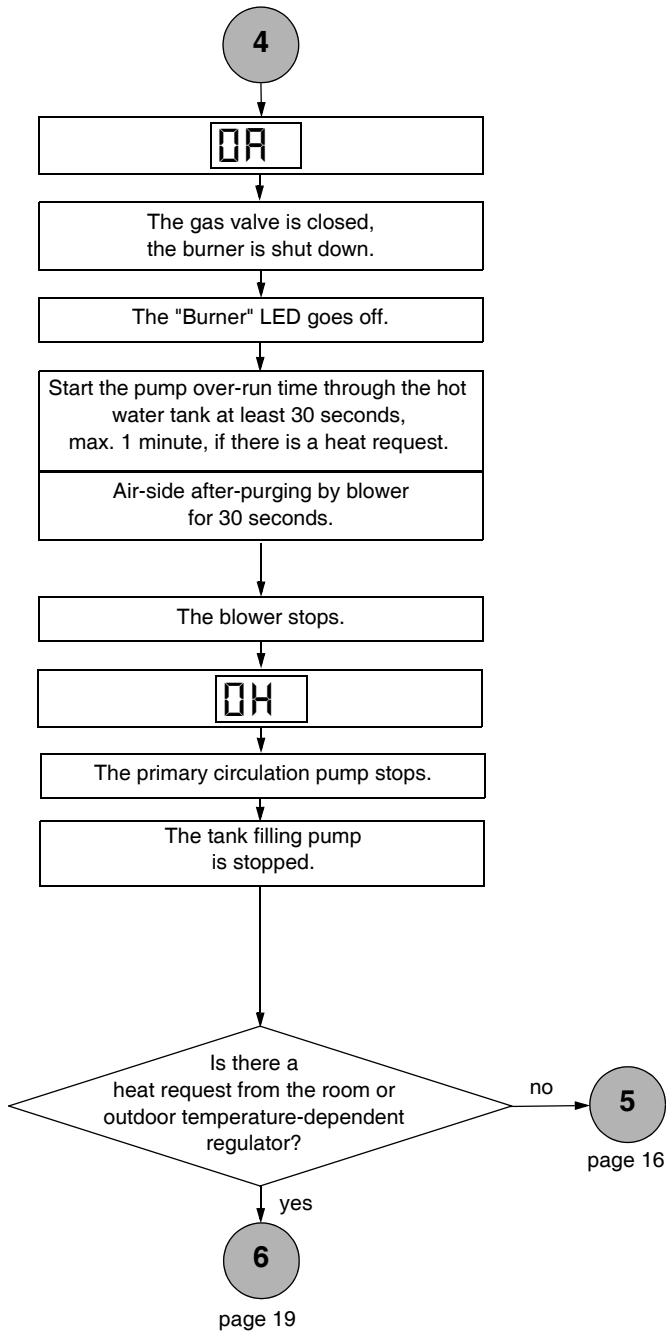 4
0A
The gas valve is closed,
the burner is shut down.
The "Burner" LED goes off.
Start the pump over-run time through the hot
water tank at least 30 seconds,
max. 1 minute, if there is a heat request.
Air-side after-purging by blower
for 30 seconds.
The blower stops.
0H
The primary circulation pump stops.
The tank filling pump
is stopped.
Is there a
heat request from the room or
outdoor temperature-dependent
regulator?
no
5
page 16
yes
6
page 19